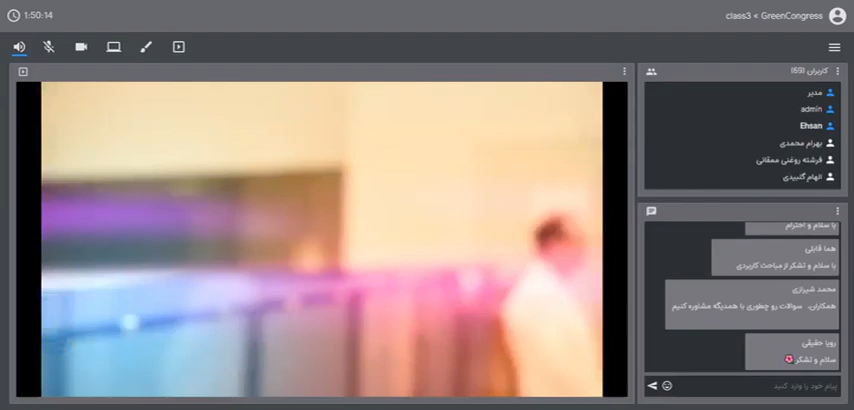 1:50:14
class3 < GreenCongress
کاربران (69)
مدیر
admin
Ehsan
بهرام محمدی
فرشته روغنی ممقانی
الهام گلبیدی
با سلام و احترام
هما قابلی
با سلام و تشکر از مباحث کاربردی
محمد شیرازی
همکاران. سوالات رو چطوری با همدیگه مشاوره کنیم
رویا حقیقی
سلام و تشکر
پیام خود را وارد کنید